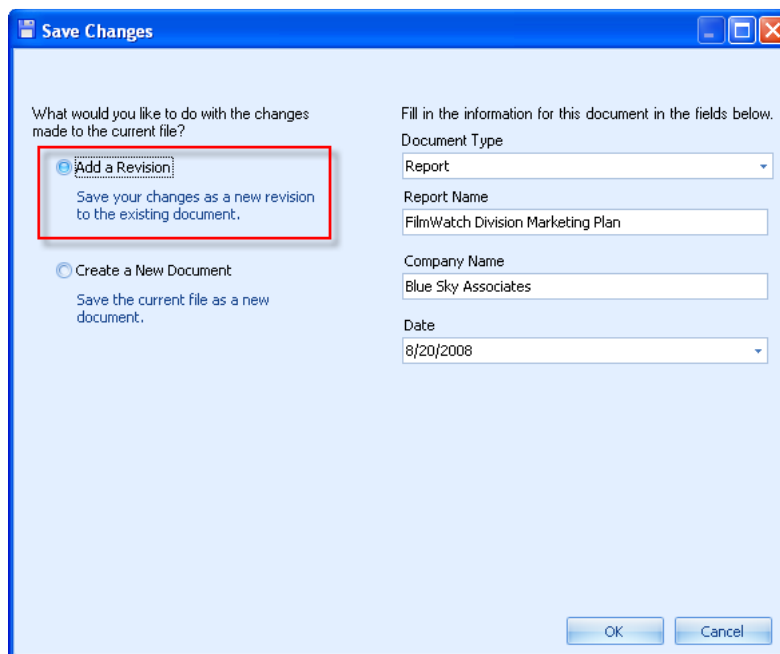 Save Changes
What would you like to do with the changes
made to the current file?
Add a Revision
Save your changes as a new revision
to the existing document.
Create a New Document
Save the current file as a new
document.
Fill in the information for this document in the fields below.
Document Type
Report
Report Name
FilmWatch Division Marketing Plan
Company Name
Blue Sky Associates
Date
8/20/2008
OK
Cancel